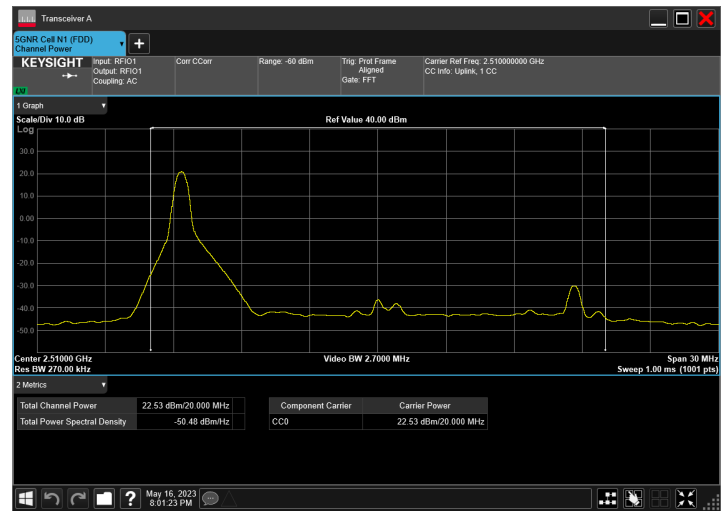 Transceiver A
5GNR Cell N1 (FDD)
Channel Power
KEYSIGHT
LXI
Input: RFIO1
Output: RFIO1
Coupling: AC
Corr CCorr
Range: -60 dBm
Trig: Prot Frame
Aligned
Gate: FFT
Carrier Ref Freq: 2.510000000 GHz
CC Info: Uplink, 1 CC
1 Graph
Scale/Div 10.0 dB
Ref Value 40.00 dBm
Log
30.0
20.0
10.0
0.00
-10.0
-20.0
-30.0
-40.0
-50.0
Center 2.51000 GHz
Video BW 2.7000 MHz
Span 30 MHz
Res BW 270.00 kHz
Sweep 1.00 ms (1001 pts)
2 Metrics
Total Channel Power 22.53 dBm/20.000 MHz
Total Power Spectral Density -50.48 dBm/Hz
Component Carrier Carrier Power
CC0 22.53 dBm/20.000 MHz
May 16, 2023
8:01:23 PM